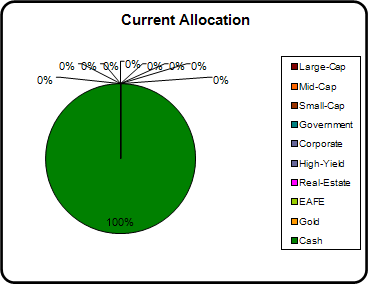 Current Allocation
0% 0% 0% 0% 0% 0% 0%
0% 0%
100%
Large-Cap
Mid-Cap
Small-Cap
Government
Corporate
High-Yield
Real-Estate
EAFE
Gold
Cash